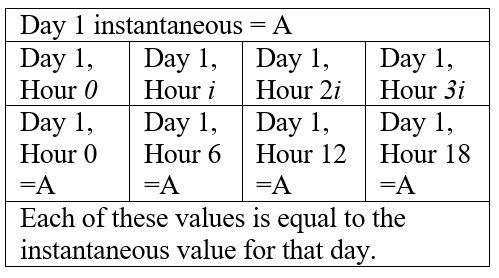 Day 1 instantaneous = A
Day 1, Day 1, Day 1, Day 1,
Hour 0 Hour i Hour 2i Hour 3i
Day 1, Day 1, Day 1, Day 1,
Hour 0 Hour 6 Hour 12 Hour 18
=A =A =A =A
Each of these values is equal to the
instantaneous value for that day.